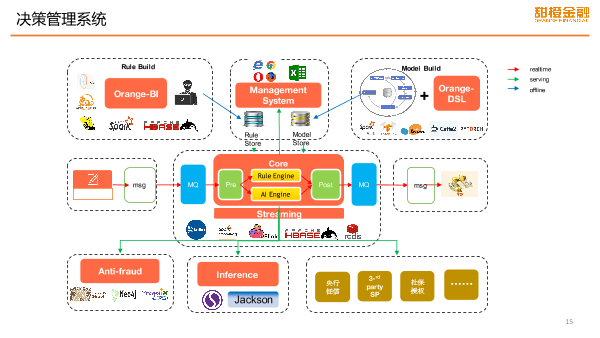 决策管理系统
甜橙金融
Rule Build
Model Build
realtime
serving
offline
Orange-BI
Management
System
Orange-
DSL
+
Spark
HBASE
Rule
Store
Model
Store
Caffe2
PYTORCH
Core
Rule Engine
AI Engine
Pre
Post
msg
MQ
MQ
msg
Streaming
HBASE
redis
Anti-fraud
Inference
Neo4j
Jackson
央行
征信
3-rd
party
SP
社保
授权
······
15